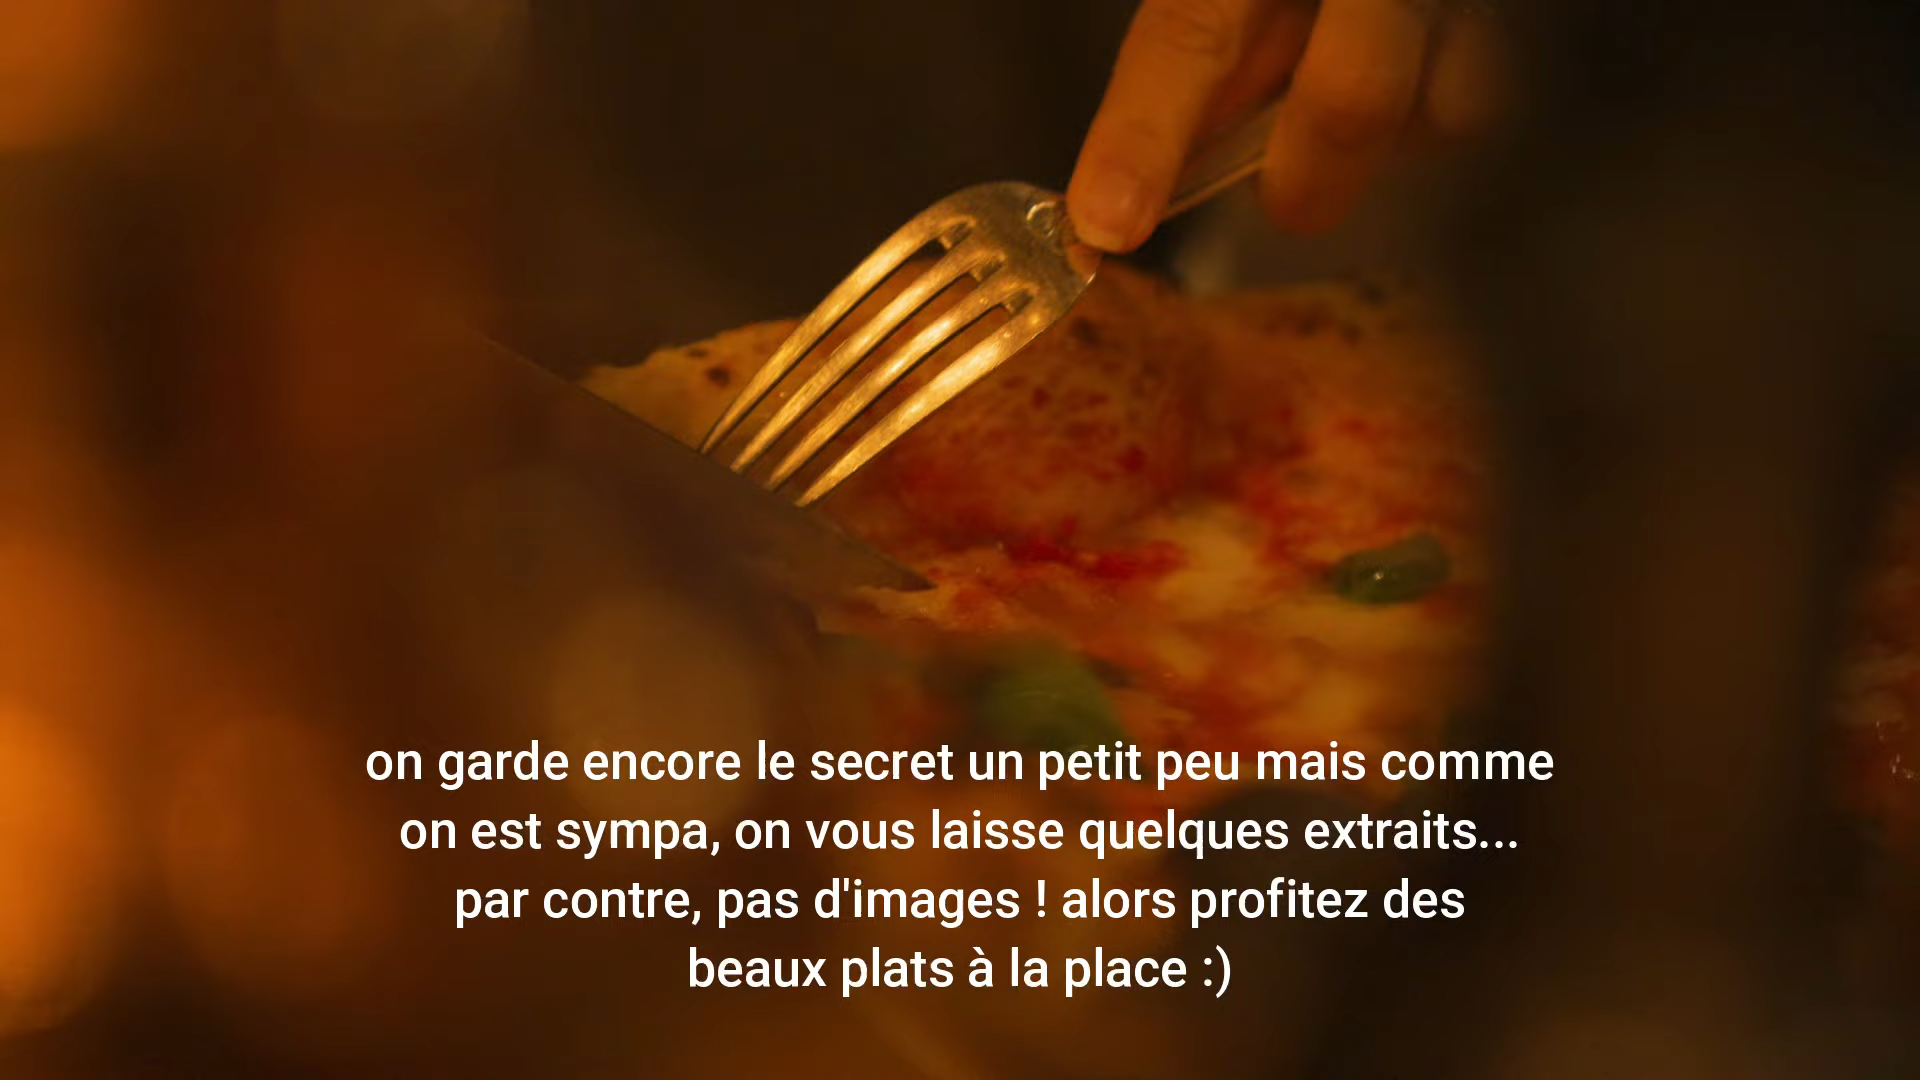 on garde encore le secret un petit peu mais comme
on est sympa, on vous laisse quelques extraits...
par contre, pas d'images ! alors profitez des
beaux plats à la place :)